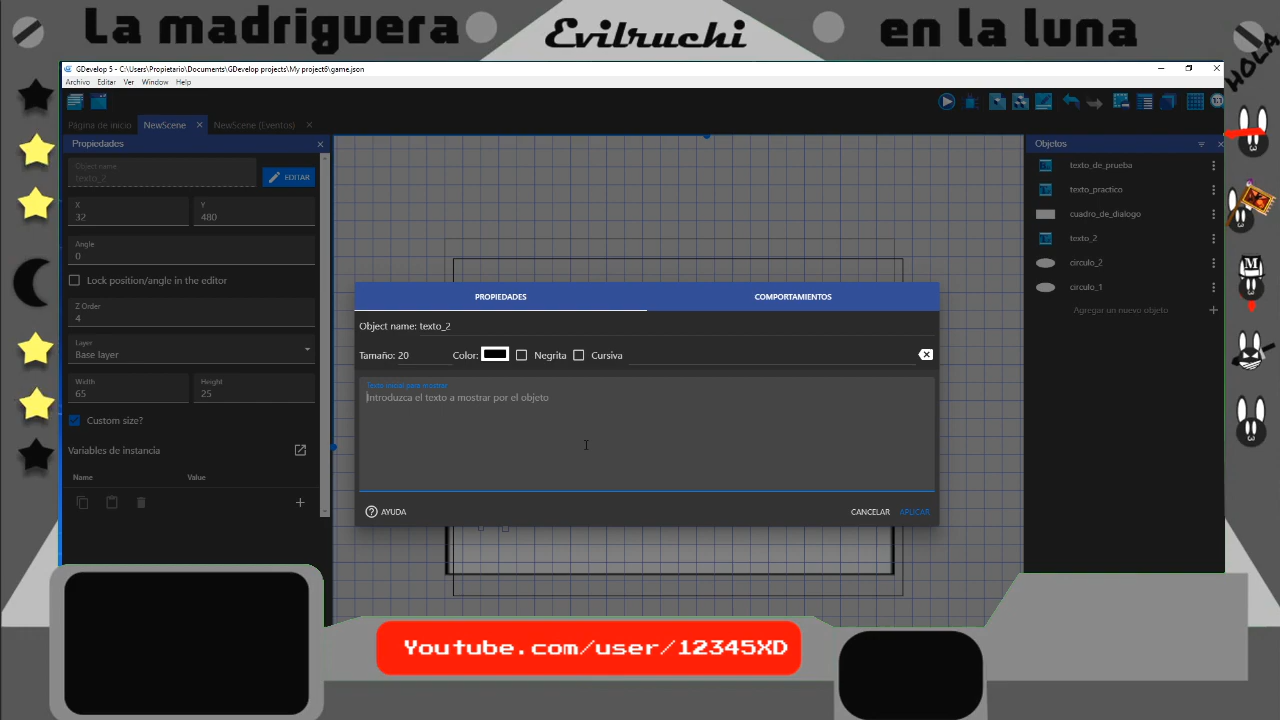 La madriguera
Evilruchi
en la luna
HOLA
GDevelop 5 - C:\Users\Propietario\Documents\GDevelop projects\My project6\game.json
Archivo Editar Ver Window Help
1:1
Página de inicio
NewScene
NewScene (Eventos)
Propiedades
Object name
texto_2
EDITAR
X
32
Y
480
Angle
0
Lock position/angle in the editor
Z Order
4
Layer
Base layer
Width
65
Height
25
Custom size?
Variables de instancia
Name
Value
PROPIEDADES
COMPORTAMIENTOS
Object name: texto_2
Tamaño: 20
Color:
Negrita
Cursiva
Texto inicial para mostrar
Introduzca el texto a mostrar por el objeto
AYUDA
CANCELAR
APLICAR
Objetos
texto_de_prueba
texto_practico
cuadro_de_dialogo
texto_2
circulo_2
circulo_1
Agregar un nuevo objeto
M
Youtube.com/user/12345XD